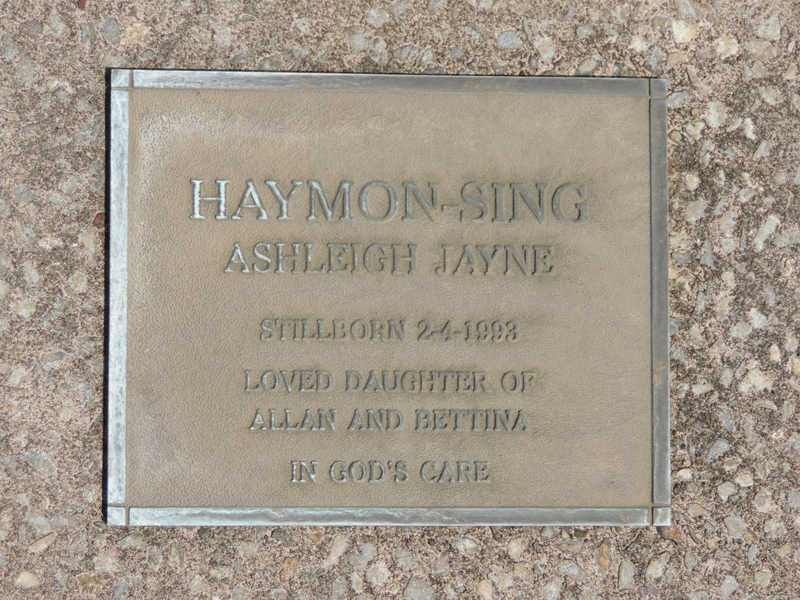 HAYMON-SING
ASHLEIGH JAYNE
STILLBORN 2-4-1993
LOVED DAUGHTER OF
ALLAN AND BETTINA
IN GOD'S CARE